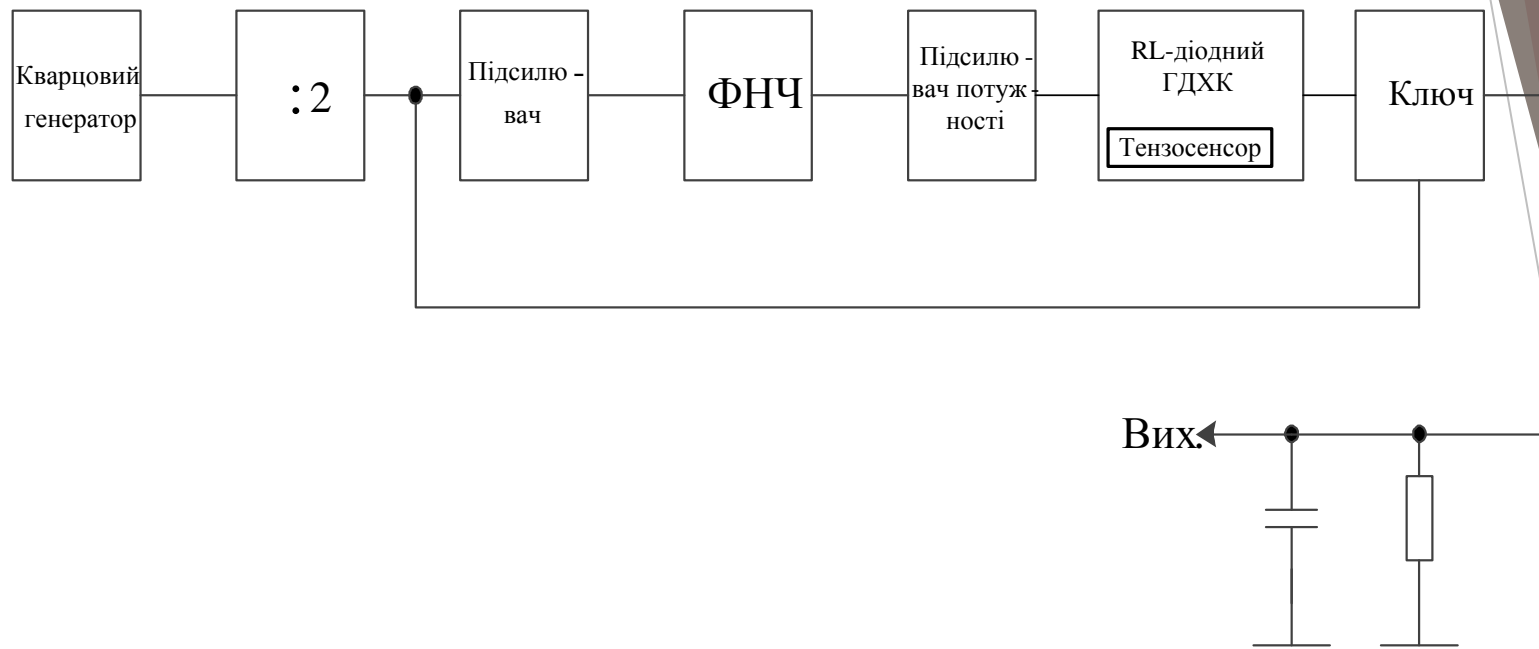 Кварцовий
генератор
:2
Підсилю -
вач
ФНЧ
Підсилю -
вач потуж -
ності
RL-діодний
ГДХК
Тензосенсор
Ключ
Вих.